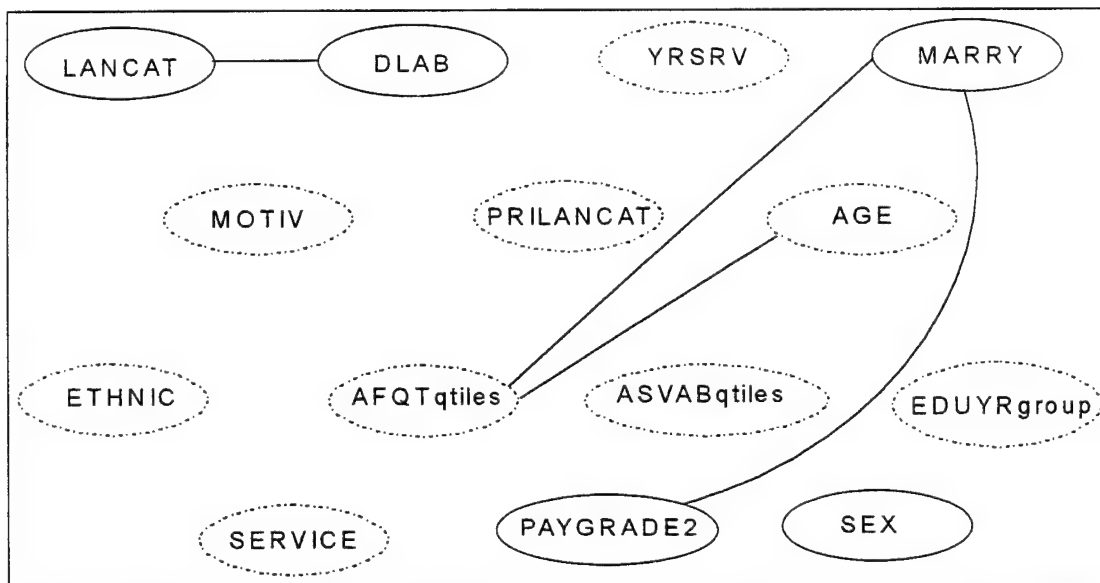 LANCAT
DLAB
YRSRV
MARRY
MOTIV
PRILANCAT
AGE
ETHNIC
AFQTqtiles
ASVABqtiles
EDUYRgroup
SERVICE
PAYGRADE2
SEX